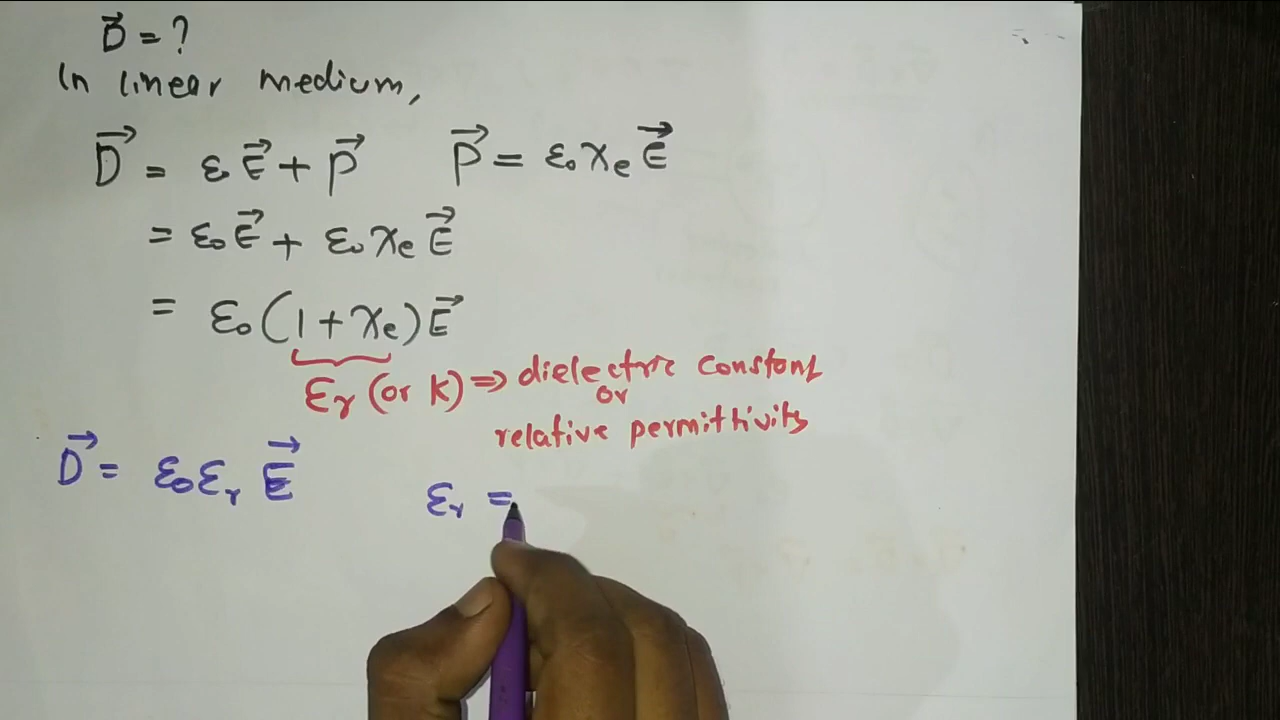 D⃗ = ?
In linear medium,
D⃗ = ε E⃗ + P⃗    P⃗ = ε₀ χₑ E⃗
= ε₀ E⃗ + ε₀ χₑ E⃗
= ε₀ (1 + χₑ) E⃗
εᵣ (or K) ⇒ dielectric constant
or
relative permittivity
D⃗ = ε₀ εᵣ E⃗    εᵣ =